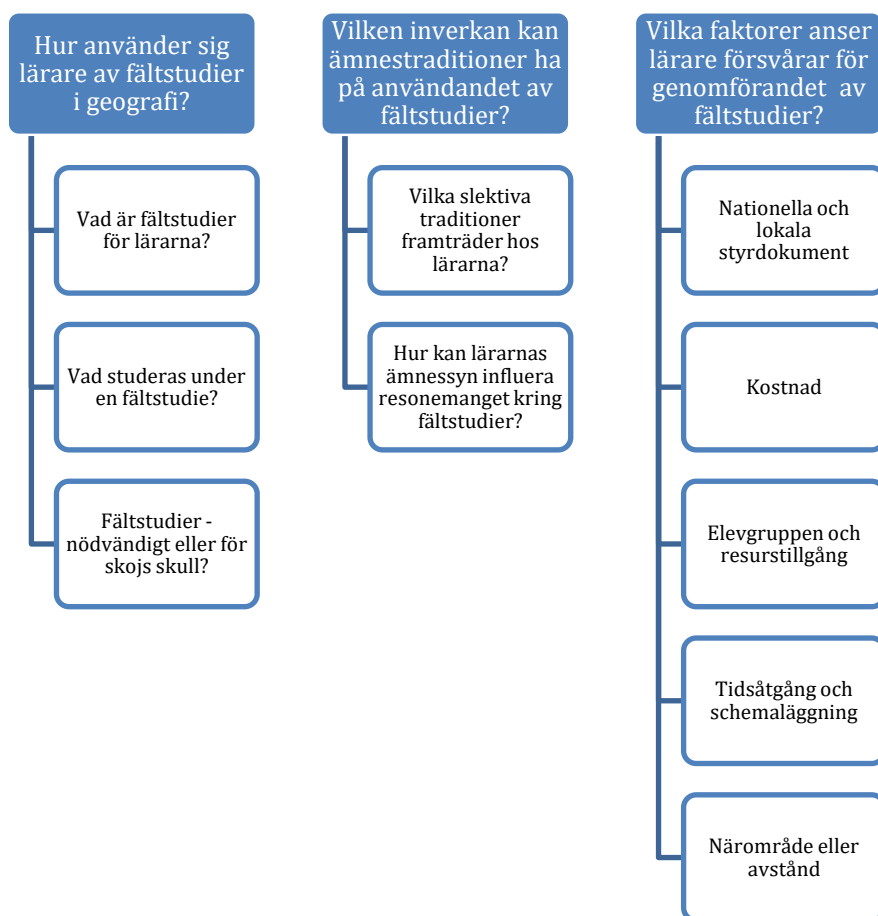 Hur använder sig
lärare av fältstudier
i geografi?
Vad är fältstudier
för lärarna?
Vad studeras under
en fältstudie?
Fältstudier -
nödvändigt eller för
skojs skull?
Vilken inverkan kan
ämnestraditioner ha
på användandet av
fältstudier?
Vilka slektiva
traditioner
framträder hos
lärarna?
Hur kan lärarnas
ämnessyn influera
resonemanget kring
fältstudier?
Vilka faktorer anser
lärare försvårar för
genomförandet av
fältstudier?
Nationella och
lokala
styrdokument
Kostnad
Elevgruppen och
resurstillgång
Tidsåtgång och
schemaläggning
Närområde eller
avstånd